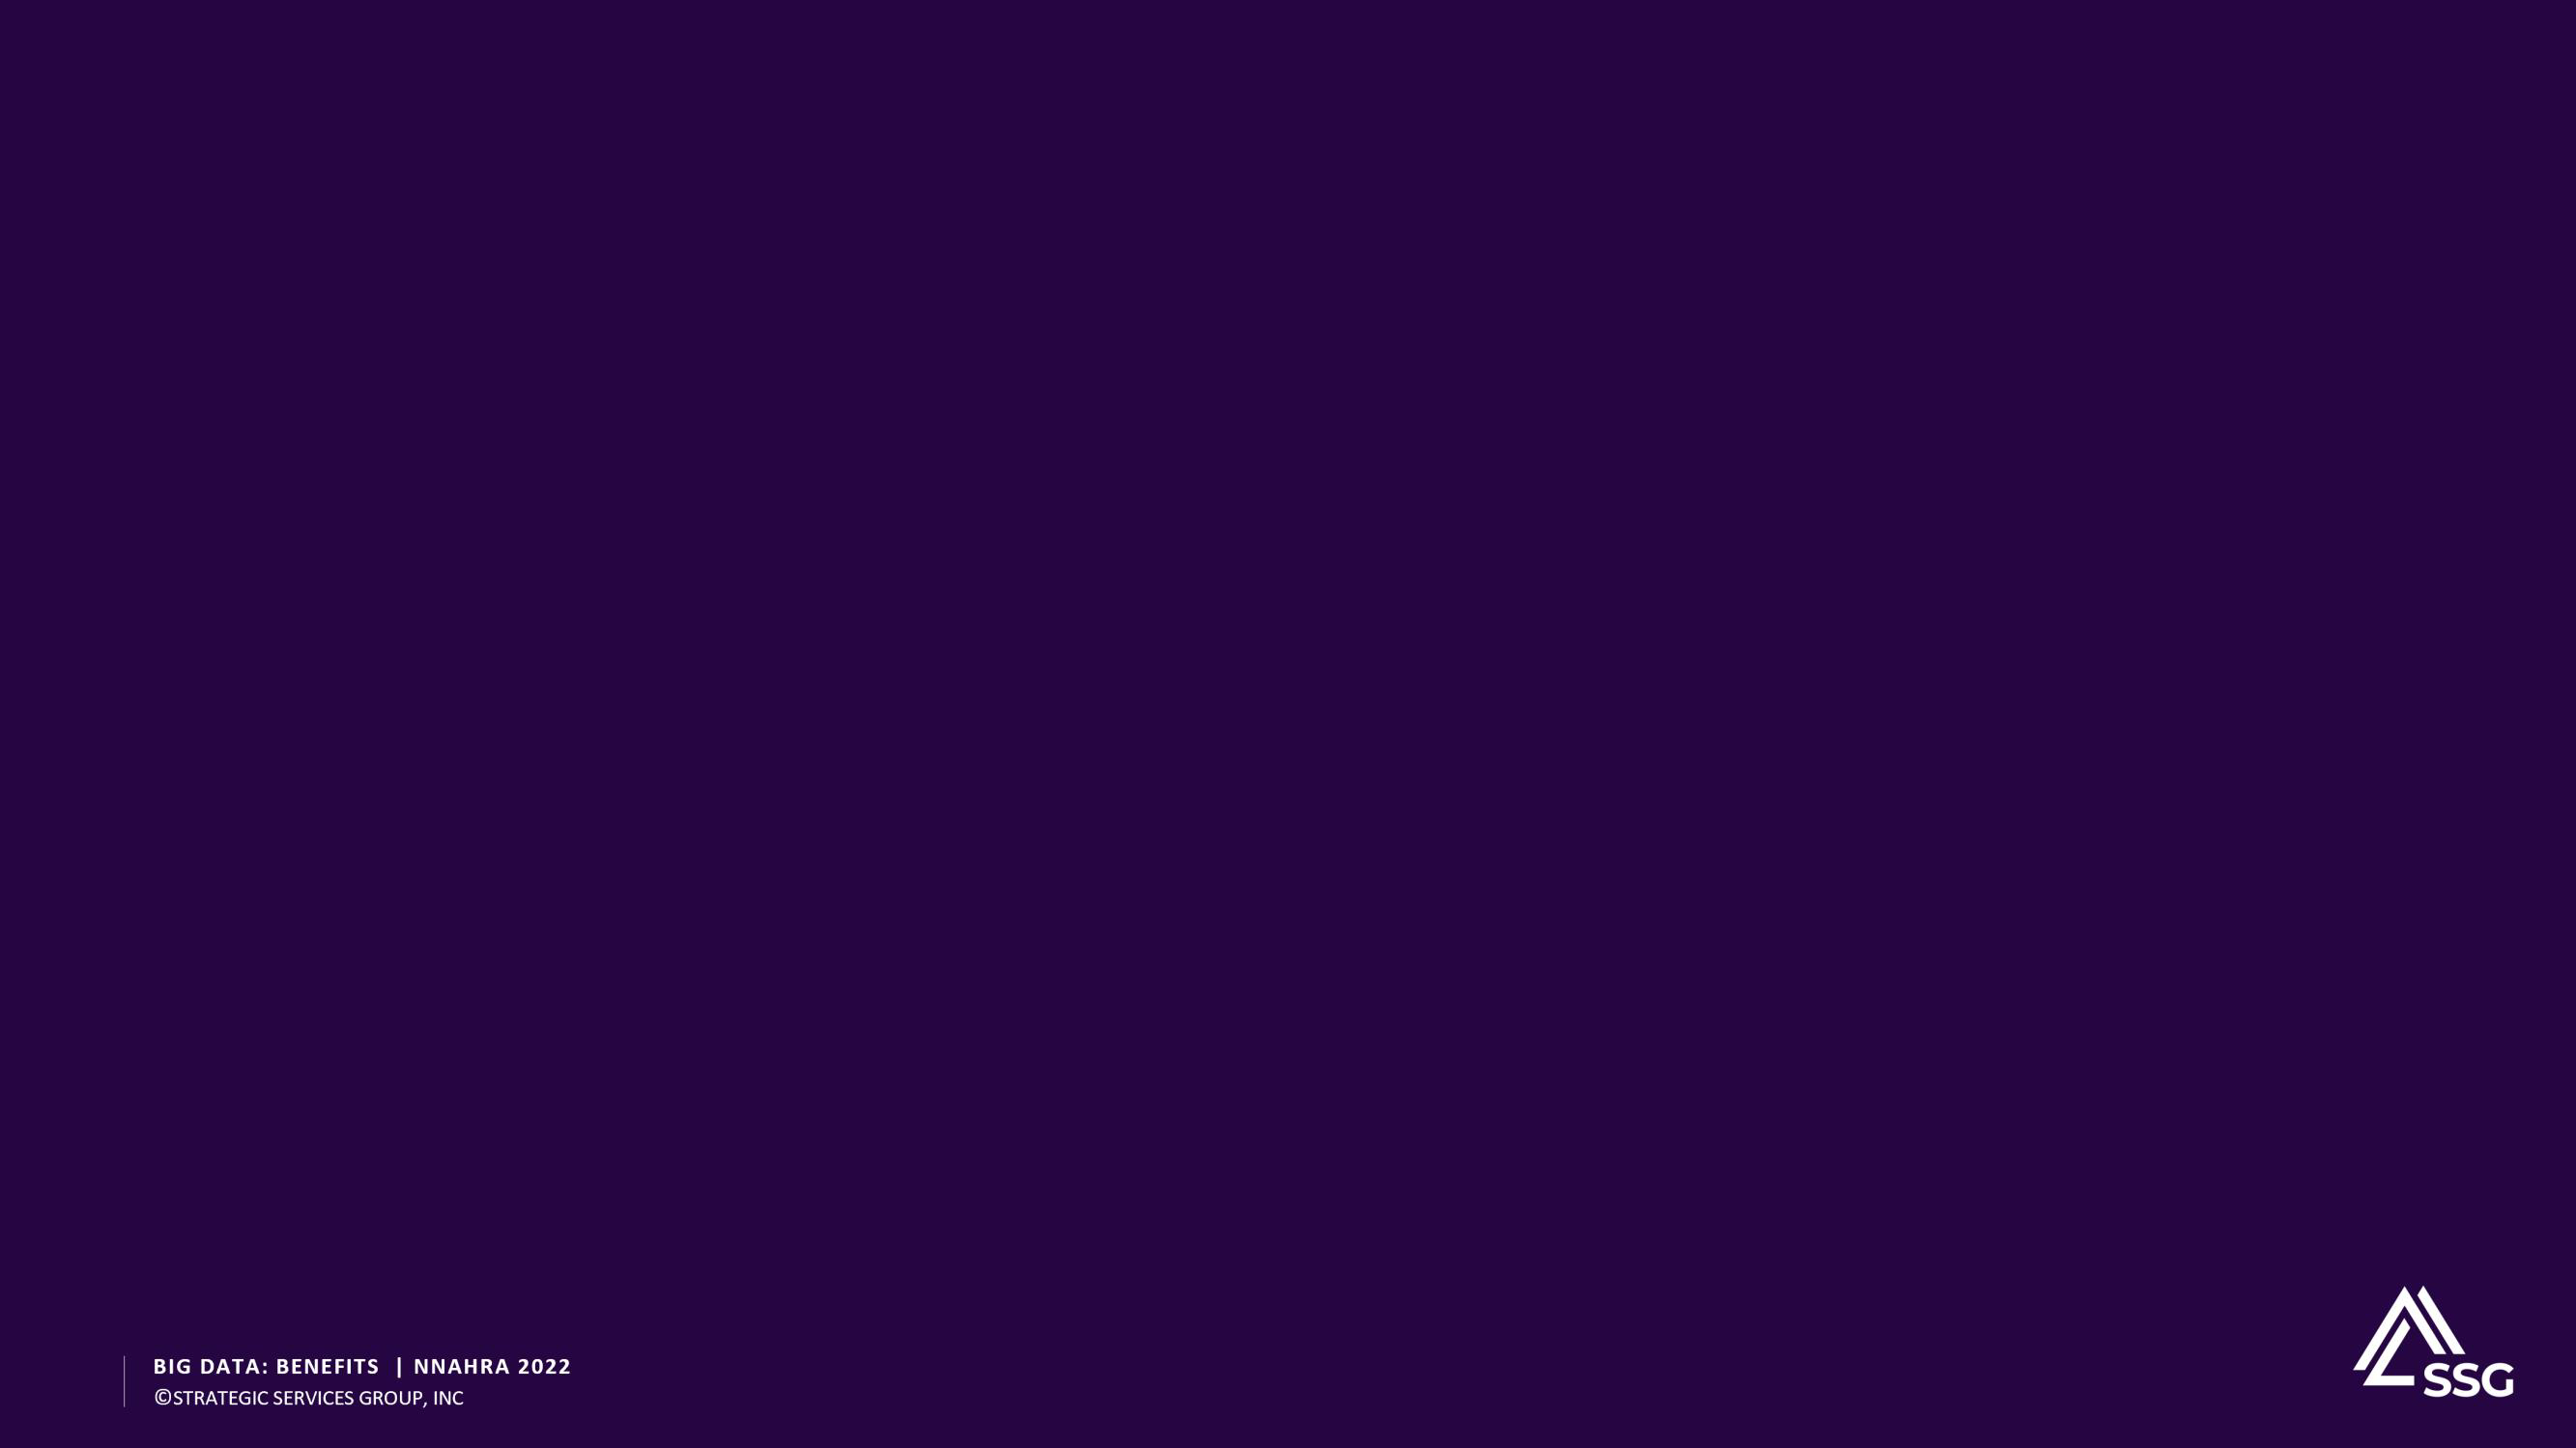 BIG DATA: BENEFITS | NNAHRA 2022
©STRATEGIC SERVICES GROUP, INC
SSG